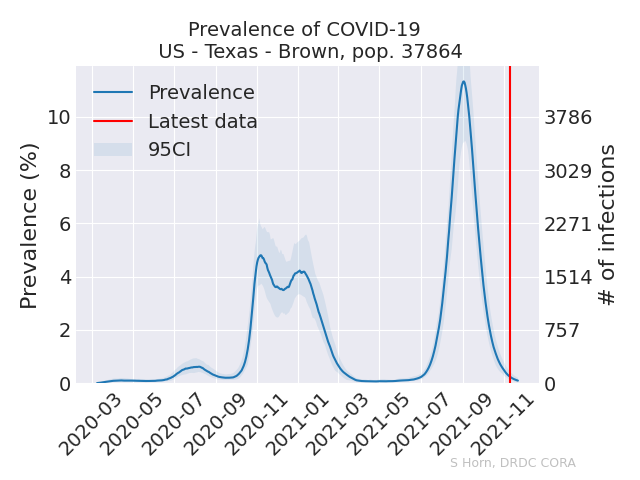 Prevalence of COVID-19
US - Texas - Brown, pop. 37864
Prevalence
Latest data
95CI
Prevalence (%)
10
8
6
4
2
0
3786
3029
2271
1514
757
0
# of infections
2020-03
2020-05
2020-07
2020-09
2020-11
2021-01
2021-03
2021-05
2021-07
2021-09
2021-11
S Horn, DRDC CORA